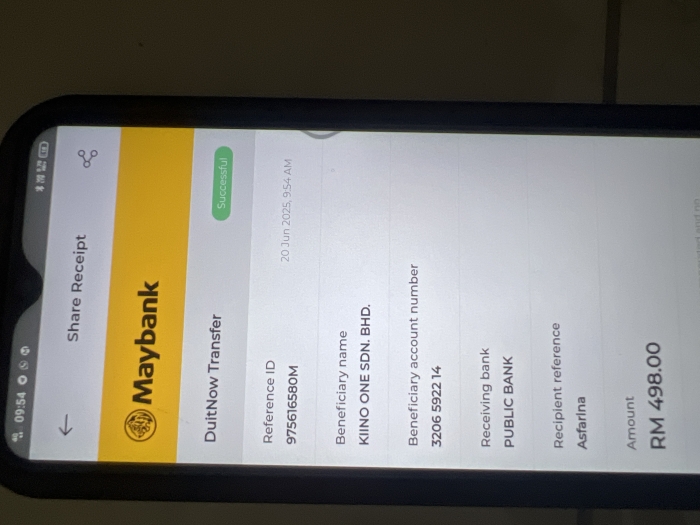 09:54
Share Receipt
Maybank
DuitNow Transfer
Successful
Reference ID
975616580M
20 Jun 2025, 9:54 AM
Beneficiary name
KIINO ONE SDN. BHD.
Beneficiary account number
3206 5922 14
Receiving bank
PUBLIC BANK
Recipient reference
Asfarina
Amount
RM 498.00